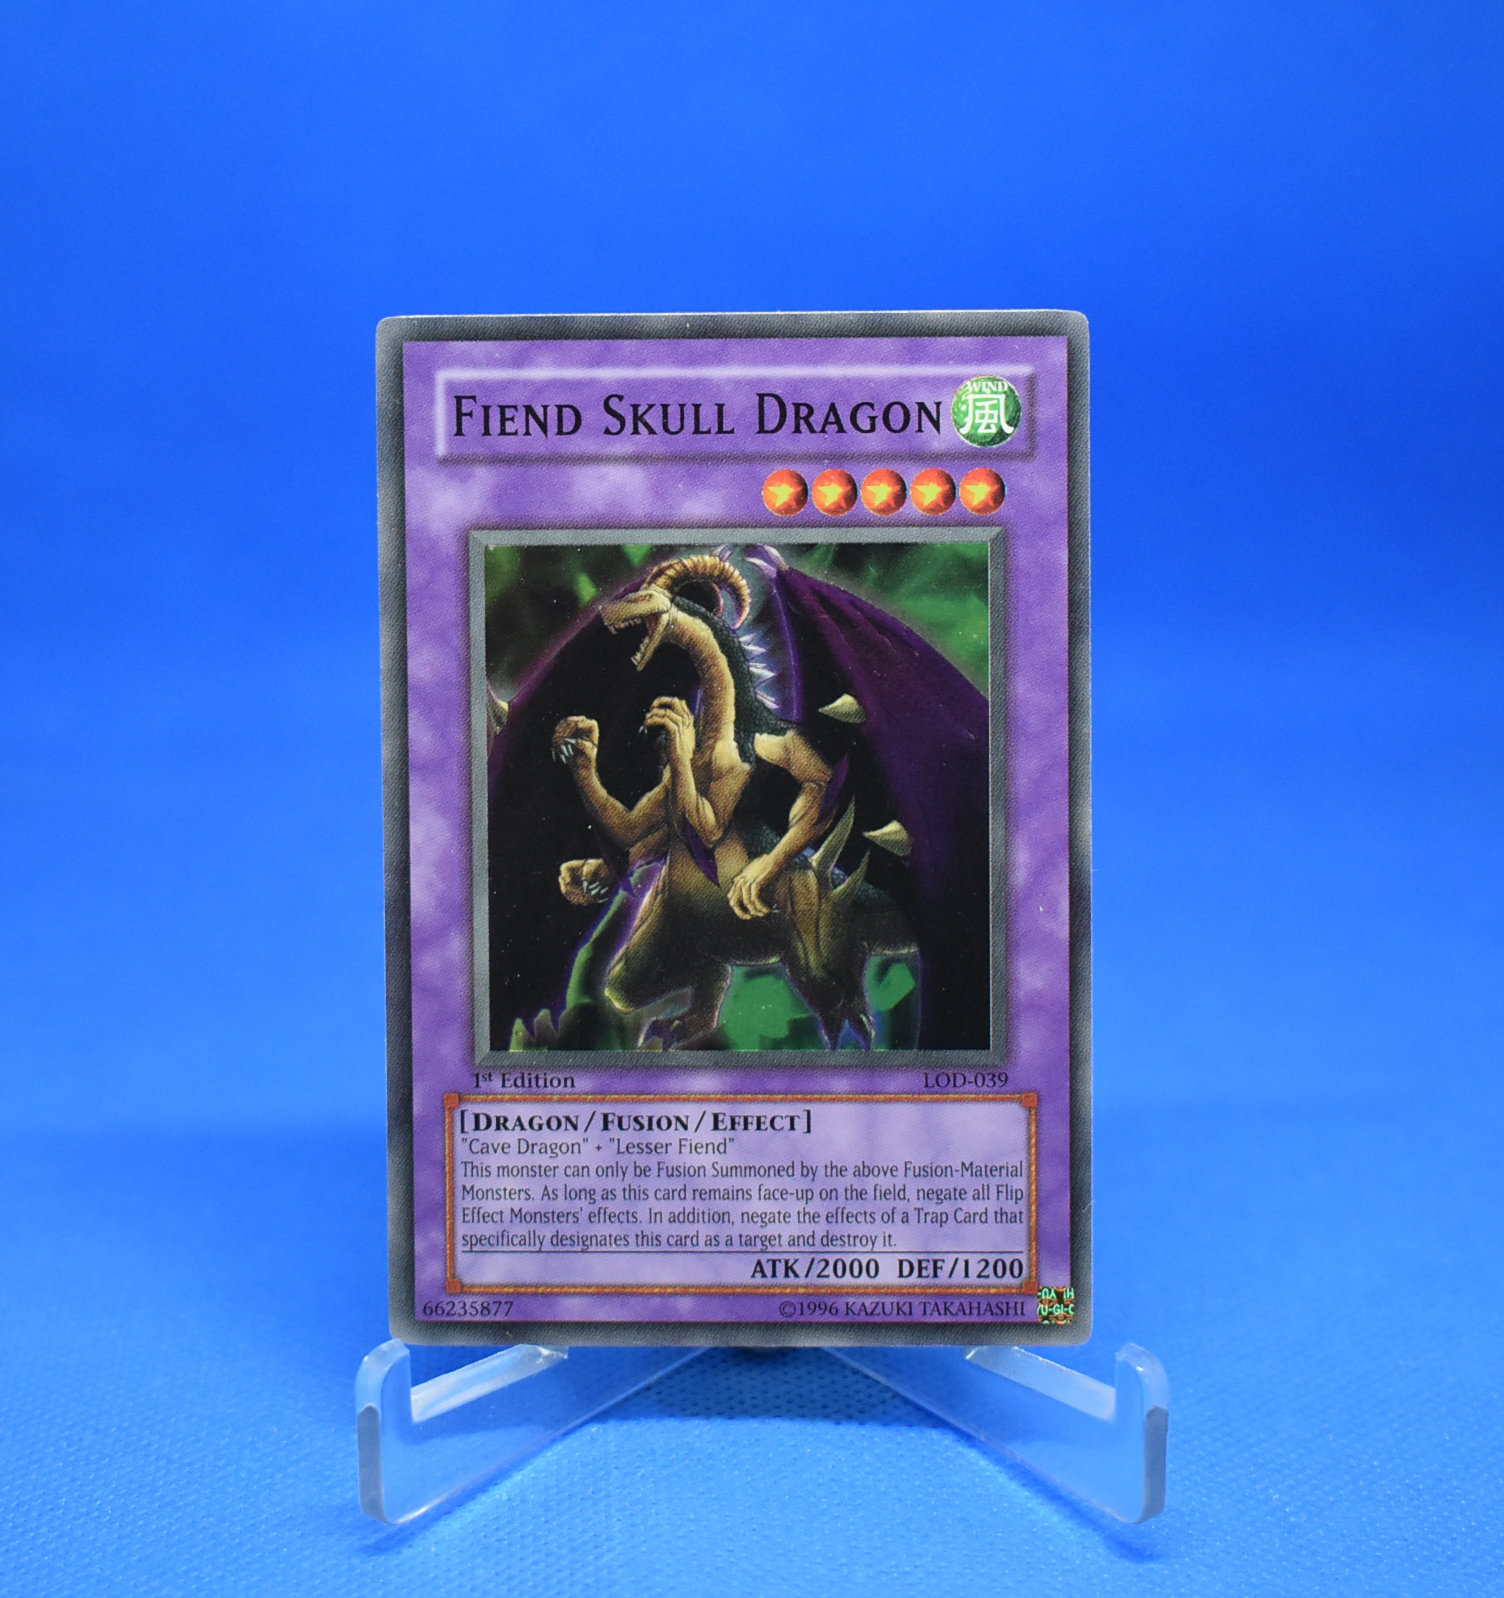 FIEND SKULL DRAGON
WIND
風
1st Edition
LOD-039
[DRAGON/FUSION/EFFECT]
"Cave Dragon" + "Lesser Fiend"
This monster can only be Fusion Summoned by the above Fusion-Material
Monsters. As long as this card remains face-up on the field, negate all Flip
Effect Monsters' effects. In addition, negate the effects of a Trap Card that
specifically designates this card as a target and destroy it.
ATK/2000 DEF/1200
66235877
©1996 KAZUKI TAKAHASHI